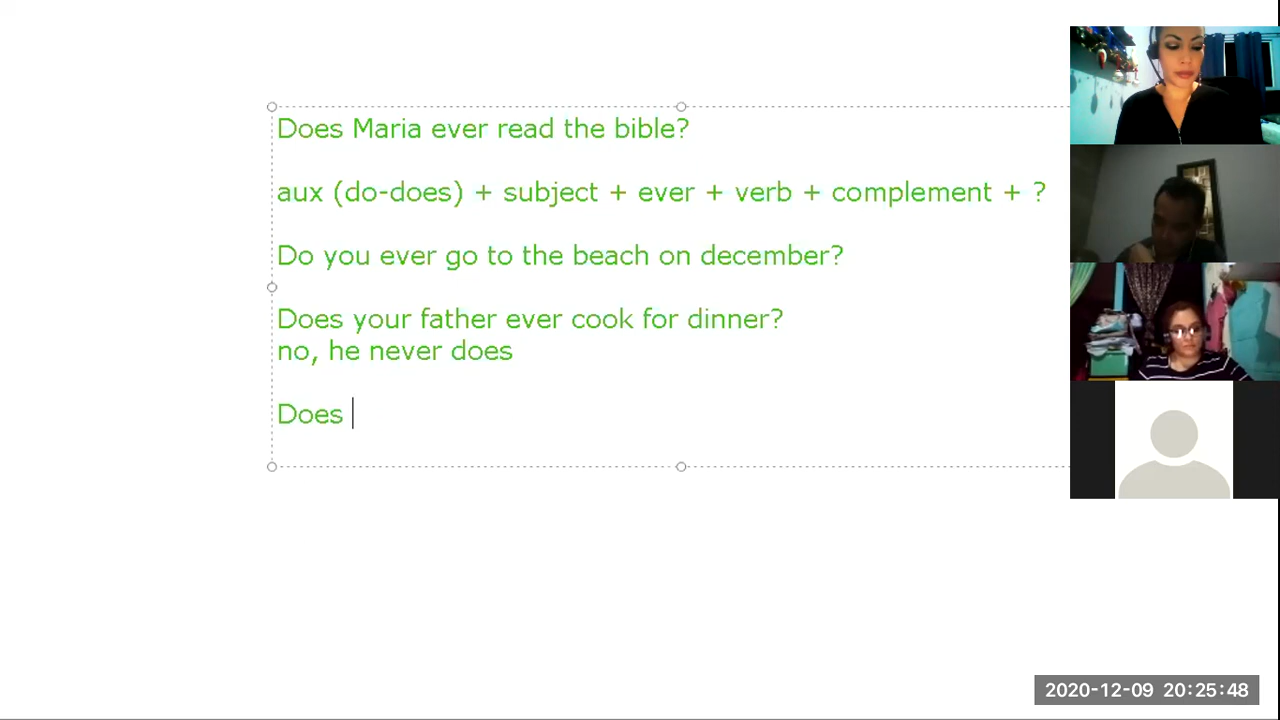 Does Maria ever read the bible?
aux (do-does) + subject + ever + verb + complement + ?
Do you ever go to the beach on december?
Does your father ever cook for dinner?
no, he never does
Does
2020-12-09 20:25:48